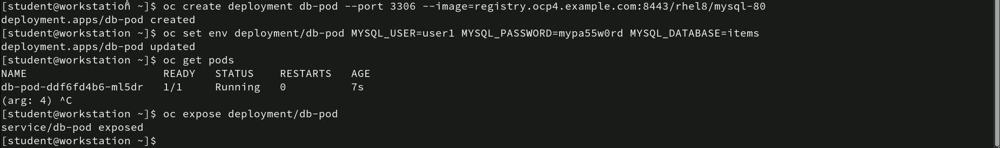 [student@workstation ~]$ oc create deployment db-pod --port 3306 --image=registry.ocp4.example.com:8443/rhel8/mysql-80
deployment.apps/db-pod created
[student@workstation ~]$ oc set env deployment/db-pod MYSQL_USER=user1 MYSQL_PASSWORD=mypa55w0rd MYSQL_DATABASE=items
deployment.apps/db-pod updated
[student@workstation ~]$ oc get pods
NAME                     READY   STATUS    RESTARTS   AGE
db-pod-ddf6fd4b6-ml5dr   1/1     Running   0          7s
(arg: 4) ^C
[student@workstation ~]$ oc expose deployment/db-pod
service/db-pod exposed
[student@workstation ~]$